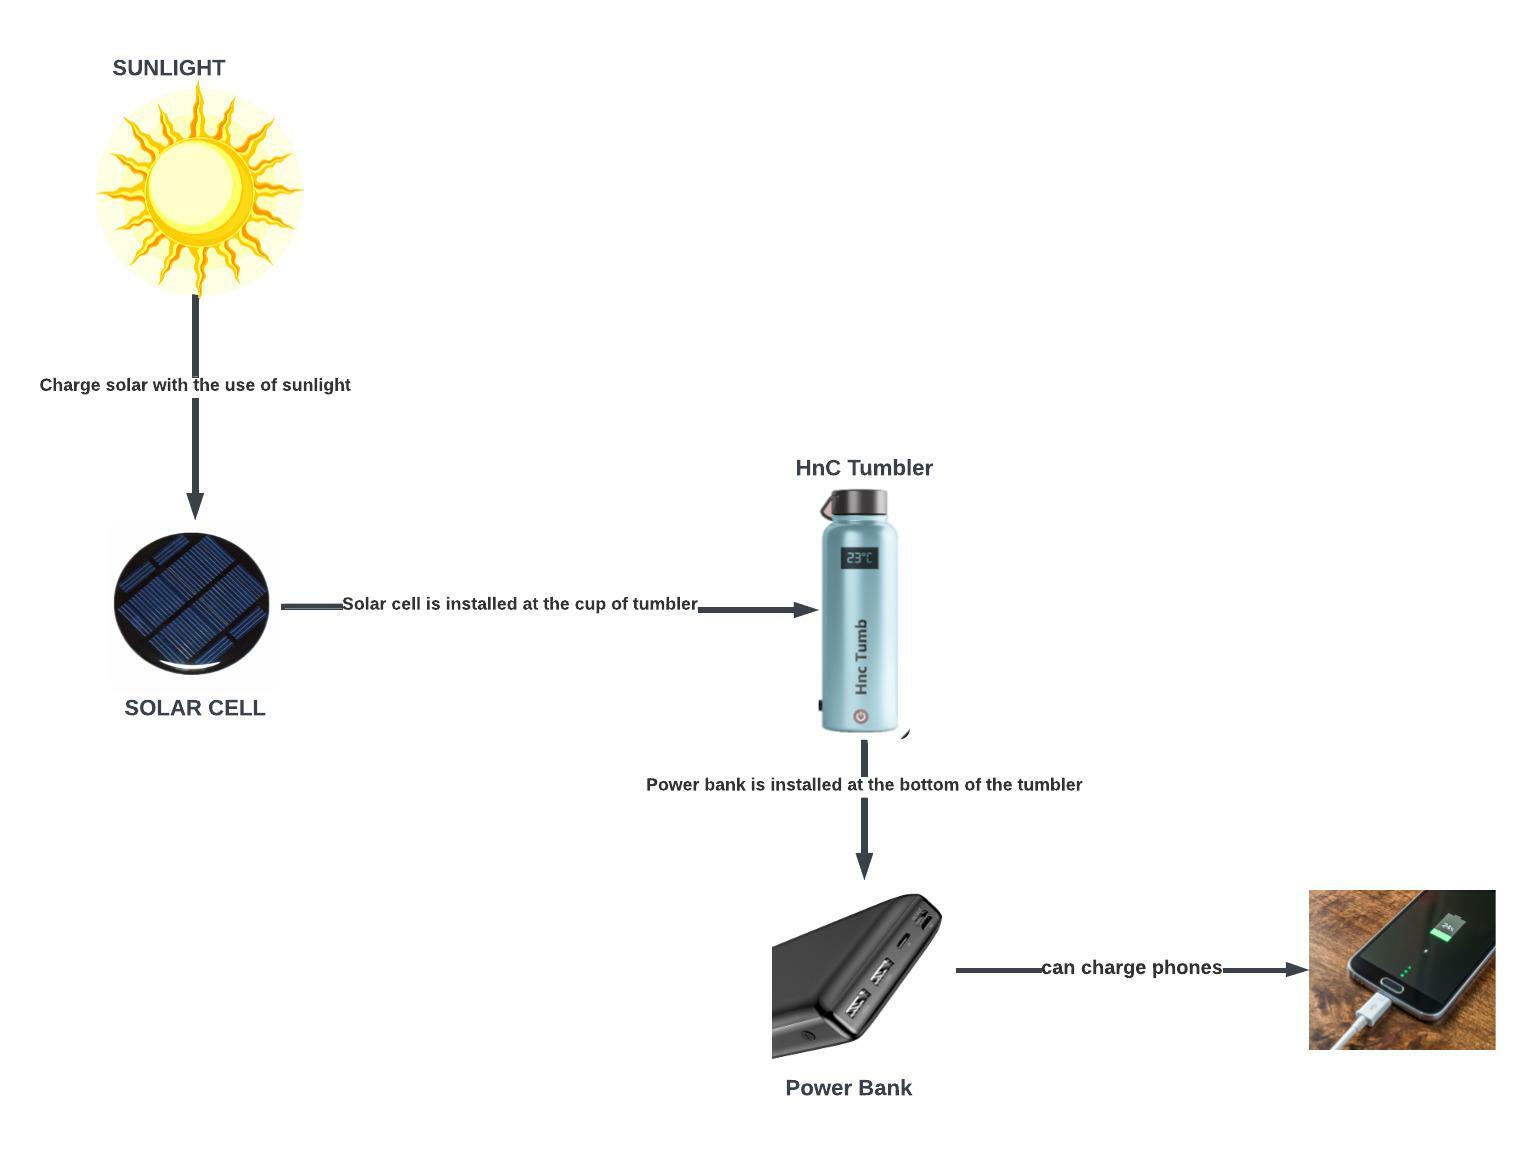 SUNLIGHT
Charge solar with the use of sunlight
HnC Tumbler
23°C
Solar cell is installed at the cup of tumbler
Hnc Tumb
SOLAR CELL
Power bank is installed at the bottom of the tumbler
can charge phones
Power Bank